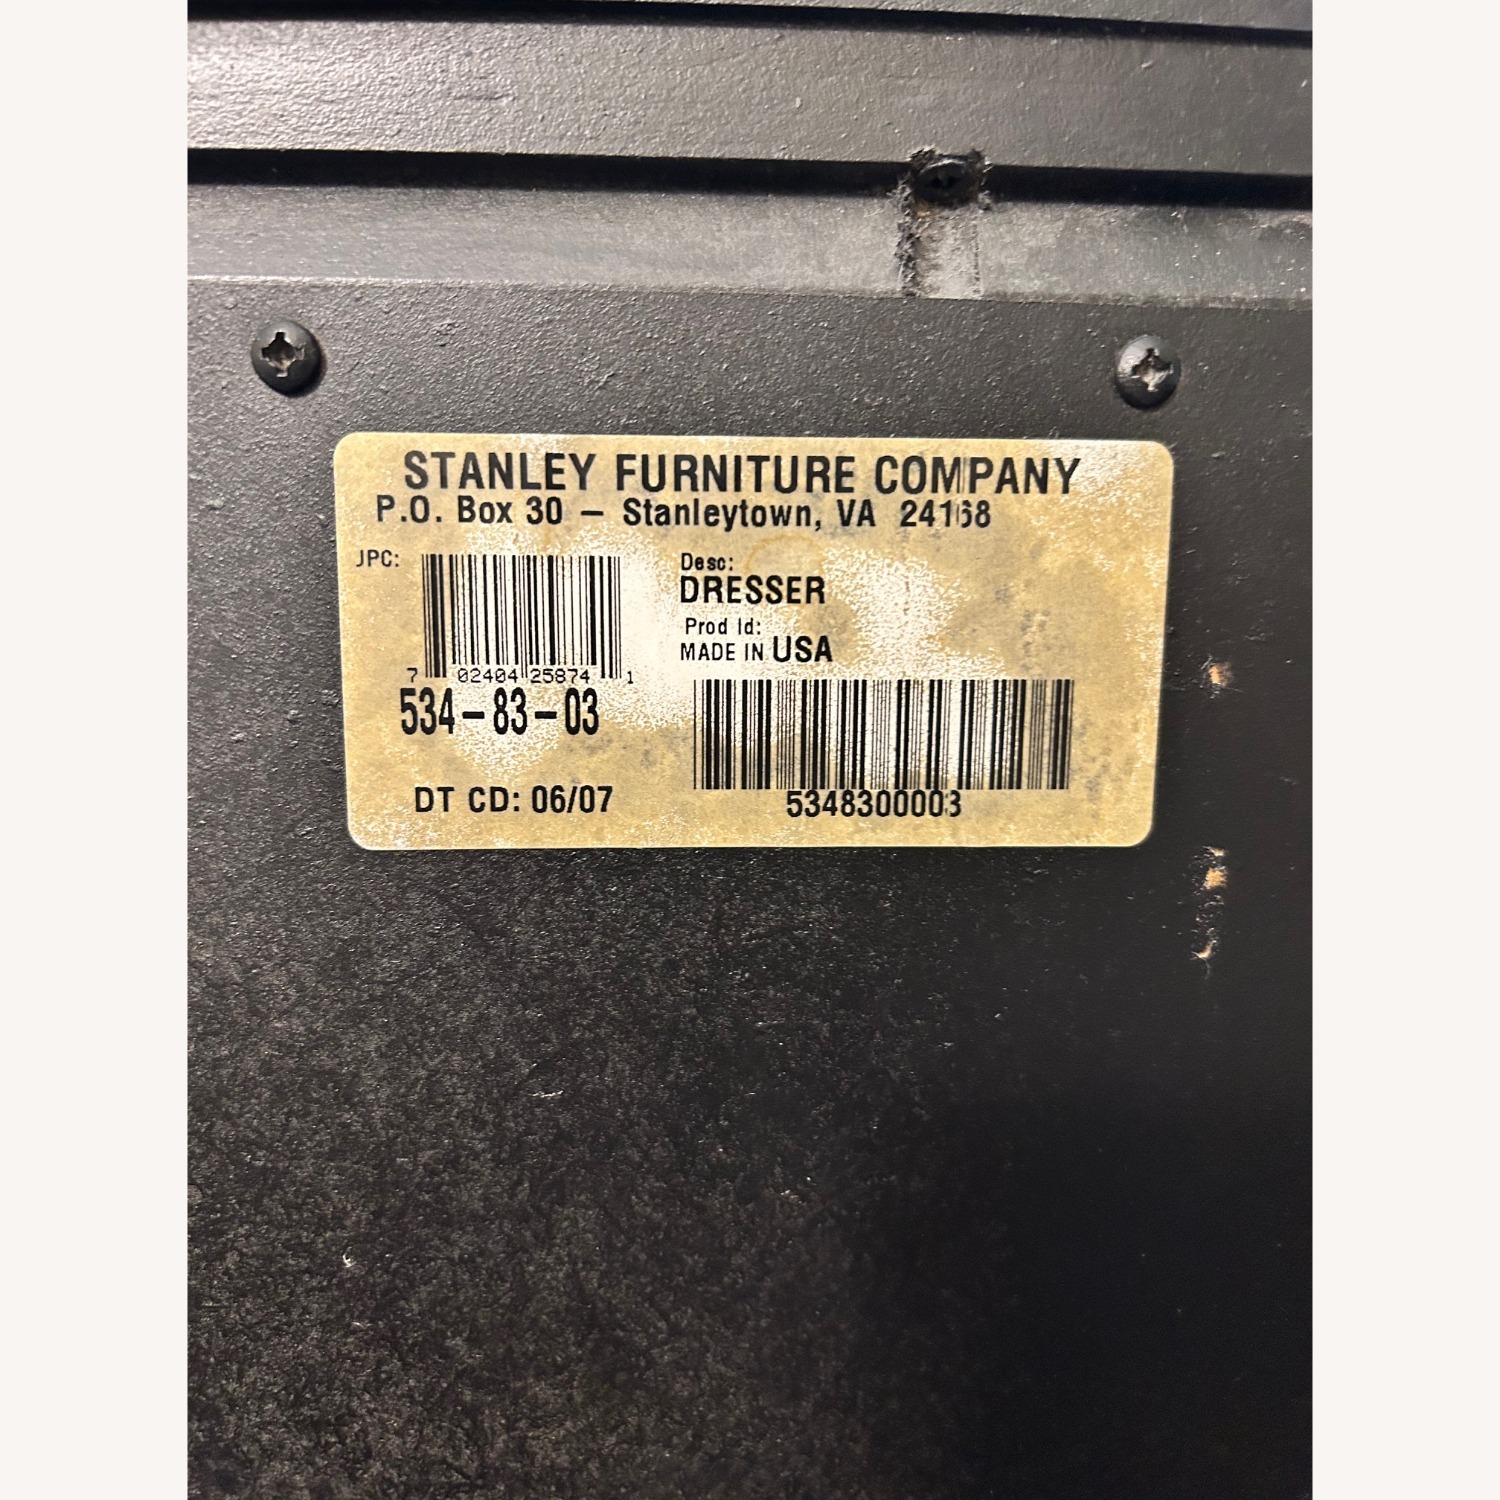 STANLEY FURNITURE COMPANY
P.O. Box 30 – Stanleytown, VA 24168
JPC:
7 02404 25874 1
534-83-03
DT CD: 06/07
Desc:
DRESSER
Prod Id:
MADE IN USA
5348300003